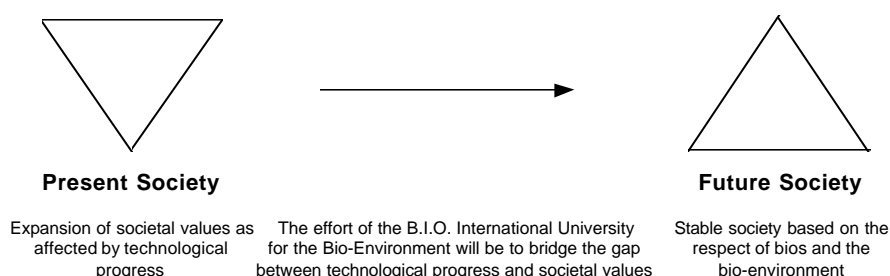 Present Society
Future Society
Expansion of societal values as
affected by technological
progress
The effort of the B.I.O. International University
for the Bio-Environment will be to bridge the gap
between technological progress and societal values
Stable society based on the
respect of bios and the
bio-environment